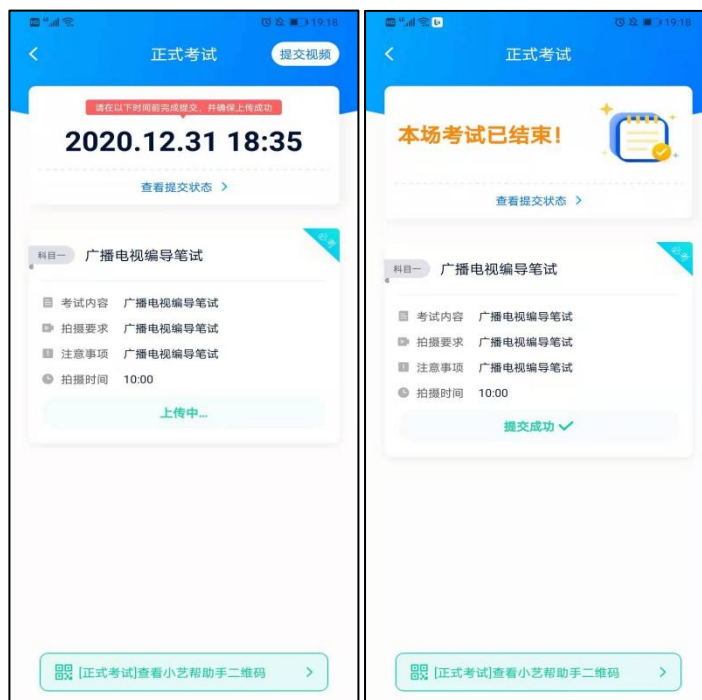 19:18
正式考试
提交视频
请在以下时间前完成提交，并确保上传成功
2020.12.31 18:35
查看提交状态
必考
科目一 广播电视编导笔试
考试内容 广播电视编导笔试
拍摄要求 广播电视编导笔试
注意事项 广播电视编导笔试
拍摄时间 10:00
上传中...
[正式考试]查看小艺帮助手二维码
19:18
正式考试
本场考试已结束！
查看提交状态
必考
科目一 广播电视编导笔试
考试内容 广播电视编导笔试
拍摄要求 广播电视编导笔试
注意事项 广播电视编导笔试
拍摄时间 10:00
提交成功
[正式考试]查看小艺帮助手二维码